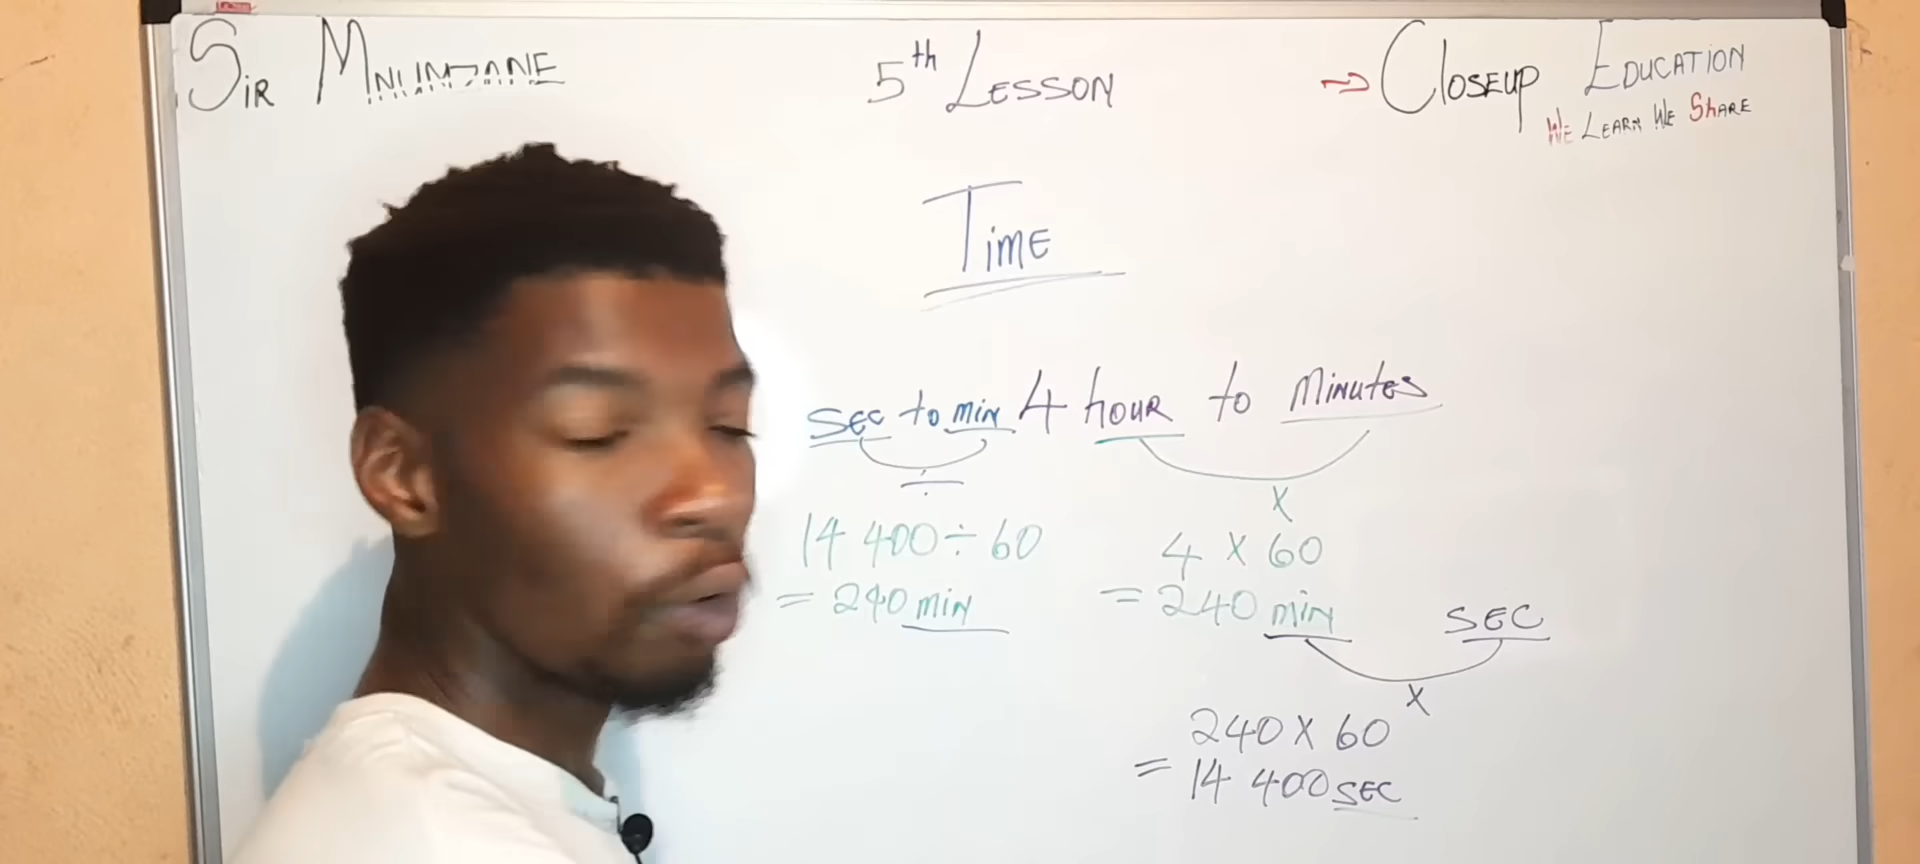 Sir Mnumzane
5th Lesson
Closeup Education
We Learn We Share
Time
Sec to min 4 hour to Minutes
÷
x
14 400 ÷ 60
= 240 min
4 x 60
= 240 min
Sec
x
240 x 60
= 14 400 Sec